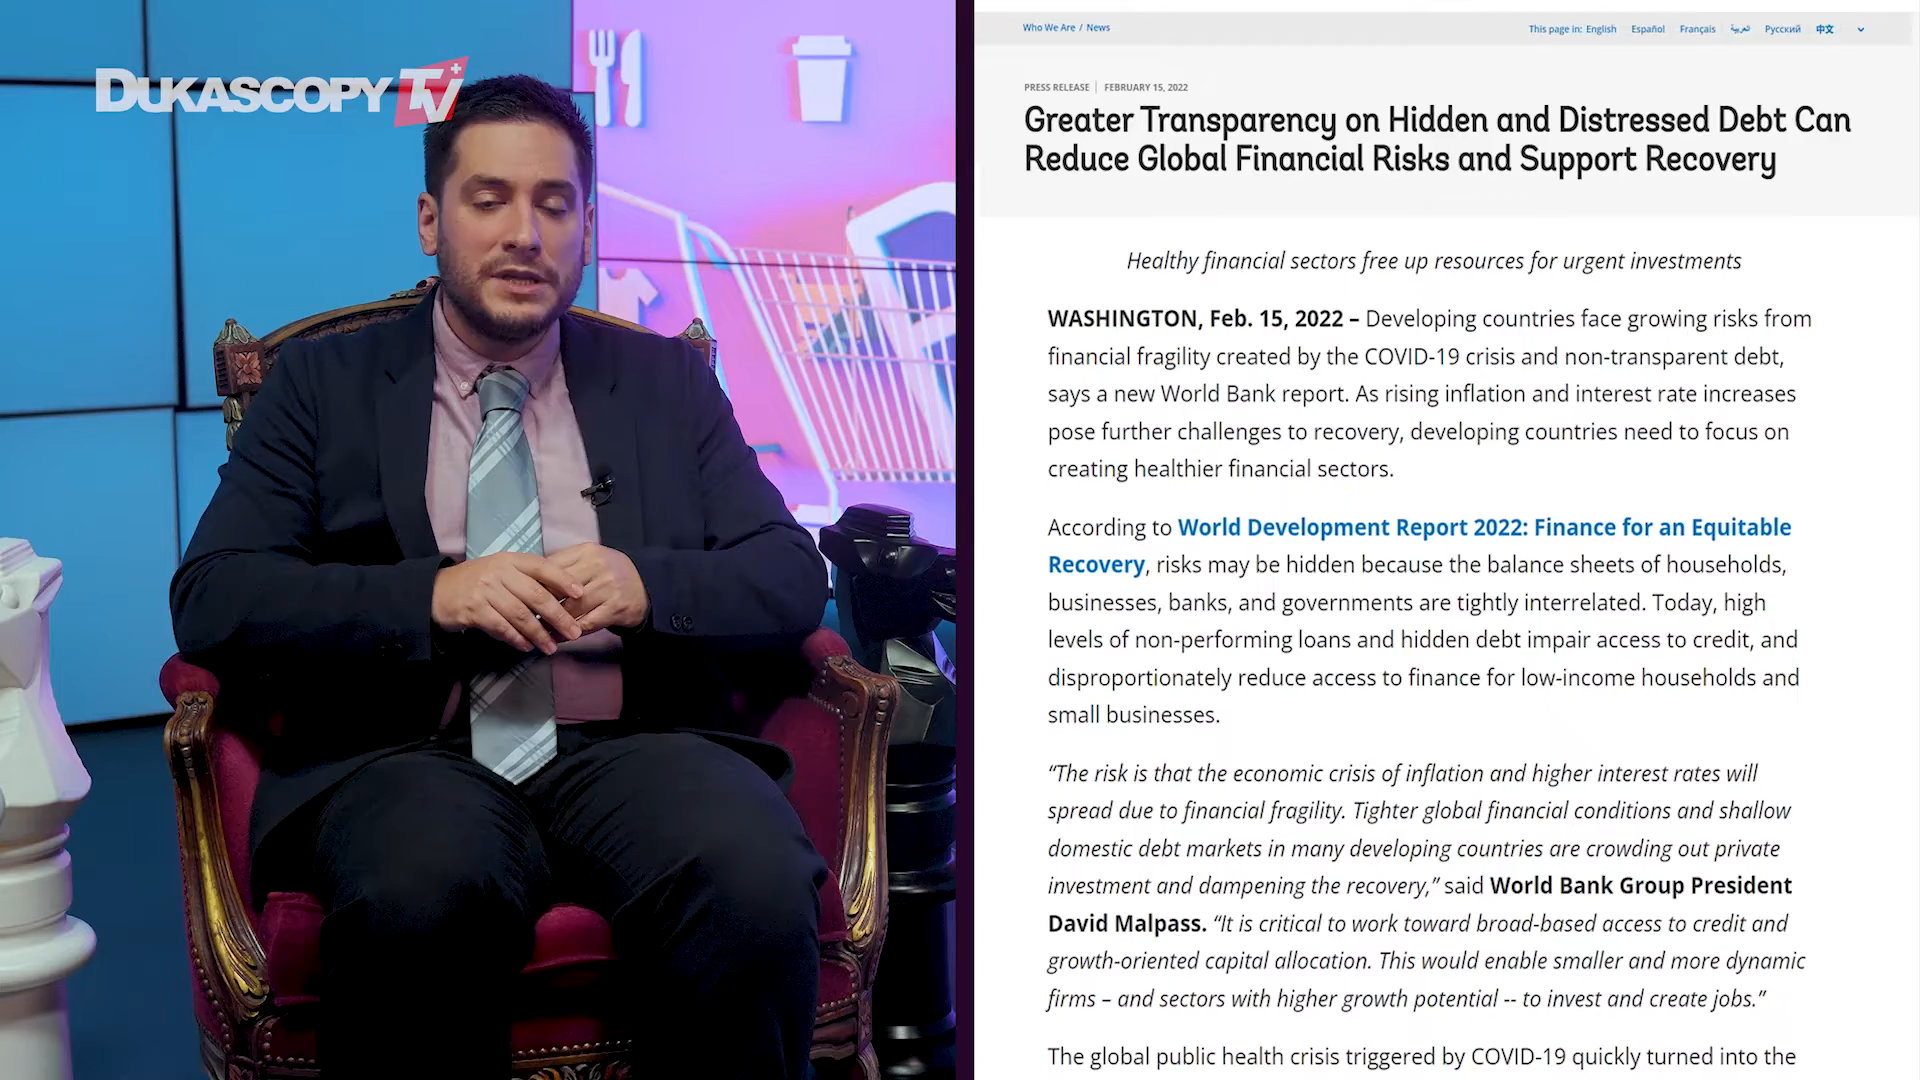 DUKASCOPY TV
Who We Are / News
This page in: English Español Français العربية Русский 中文
PRESS RELEASE | FEBRUARY 15, 2022
Greater Transparency on Hidden and Distressed Debt Can
Reduce Global Financial Risks and Support Recovery
Healthy financial sectors free up resources for urgent investments
WASHINGTON, Feb. 15, 2022 – Developing countries face growing risks from
financial fragility created by the COVID-19 crisis and non-transparent debt,
says a new World Bank report. As rising inflation and interest rate increases
pose further challenges to recovery, developing countries need to focus on
creating healthier financial sectors.
According to World Development Report 2022: Finance for an Equitable
Recovery, risks may be hidden because the balance sheets of households,
businesses, banks, and governments are tightly interrelated. Today, high
levels of non-performing loans and hidden debt impair access to credit, and
disproportionately reduce access to finance for low-income households and
small businesses.
“The risk is that the economic crisis of inflation and higher interest rates will
spread due to financial fragility. Tighter global financial conditions and shallow
domestic debt markets in many developing countries are crowding out private
investment and dampening the recovery,” said World Bank Group President
David Malpass. “It is critical to work toward broad-based access to credit and
growth-oriented capital allocation. This would enable smaller and more dynamic
firms – and sectors with higher growth potential -- to invest and create jobs.”
The global public health crisis triggered by COVID-19 quickly turned into the